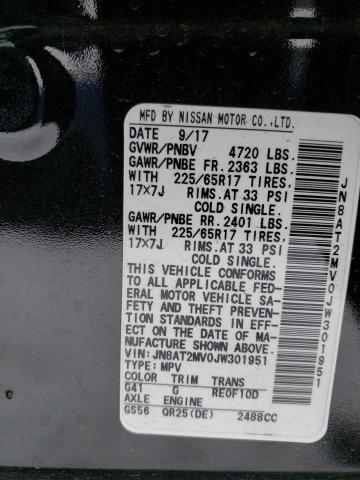 MFD BY NISSAN MOTOR CO.,LTD.
DATE 9/17
GVWR/PNBV 4720 LBS.
GAWR/PNBE FR. 2363 LBS.
WITH 225/65R17 TIRES,
17×7J RIMS.AT 33 PSI
COLD SINGLE.
GAWR/PNBE RR. 2401 LBS.
WITH 225/65R17 TIRES,
17×7J RIMS.AT 33 PSI
COLD SINGLE.
THIS VEHICLE CONFORMS
TO ALL APPLICABLE FED-
ERAL MOTOR VEHICLE SA-
FETY AND THEFT PREVEN-
TION STANDARDS IN EFF-
ECT ON THE DATE OF MA-
NUFACTURE SHOWN ABOVE.
VIN:JN8AT2MV0JW301951
TYPE: MPV
COLOR TRIM TRANS
G41 G RE0F10D
AXLE ENGINE
GS56 QR25(DE) 2488CC
JN8AT2MV0JW301951